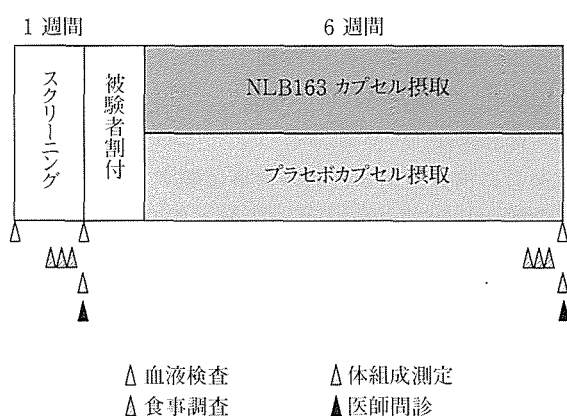 1 週間
6 週間
スクリーニング
被験者割付
NLB163 カプセル摂取
プラセボカプセル摂取
△ 血液検査
△ 体組成測定
△ 食事調査
▲ 医師問診